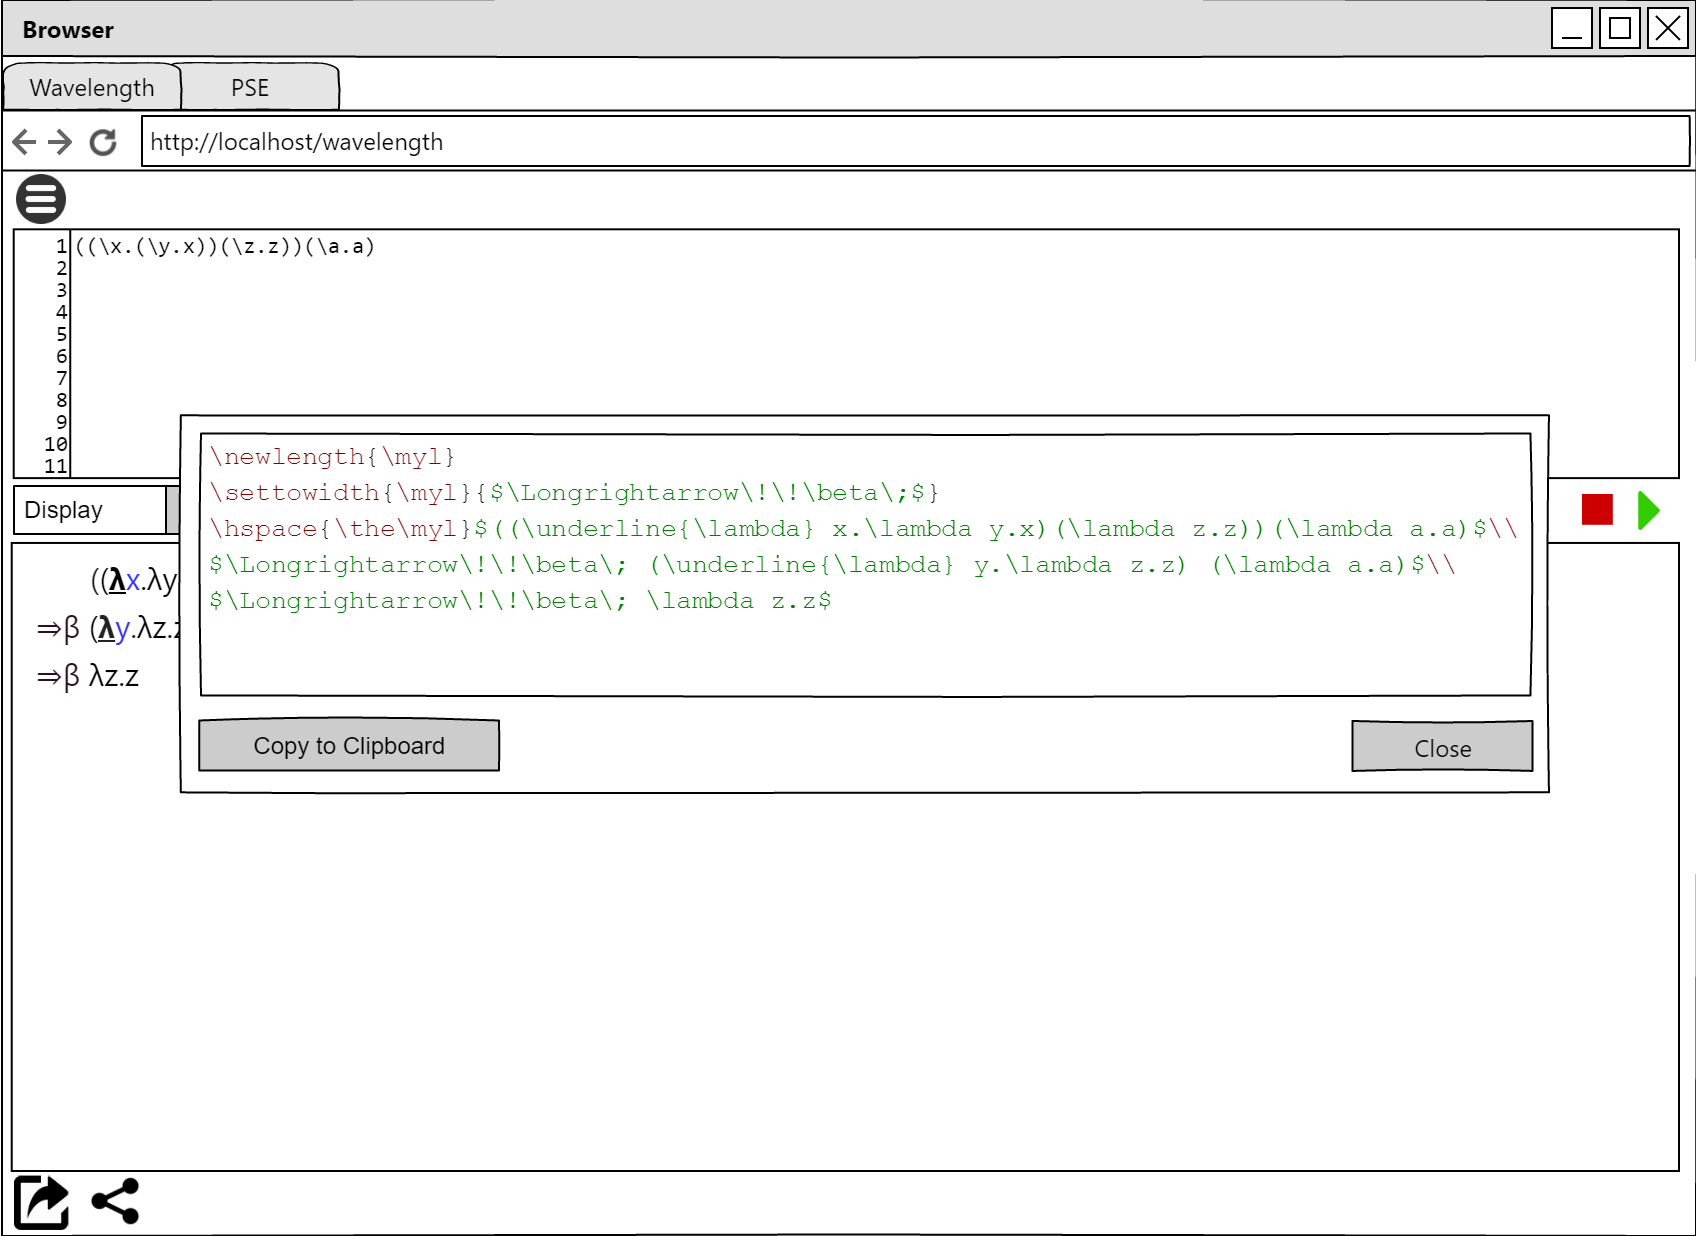 Browser
Wavelength PSE
http://localhost/wavelength
1 ((\x.(\y.x))(\z.z))(\a.a)
2
3
4
5
6
7
8
9
10
11
\newlength{\myl}
\settowidth{\myl}{$\Longrightarrow\!\!\beta\;$}
\hspace{\the\myl}$((\underline{\lambda} x.\lambda y.x)(\lambda z.z))(\lambda a.a)$\\
$\Longrightarrow\!\!\beta\; (\underline{\lambda} y.\lambda z.z) (\lambda a.a)$\\
$\Longrightarrow\!\!\beta\; \lambda z.z$
Copy to Clipboard
Close
Display
((λx.λy
⇒β (λy.λz.z
⇒β λz.z